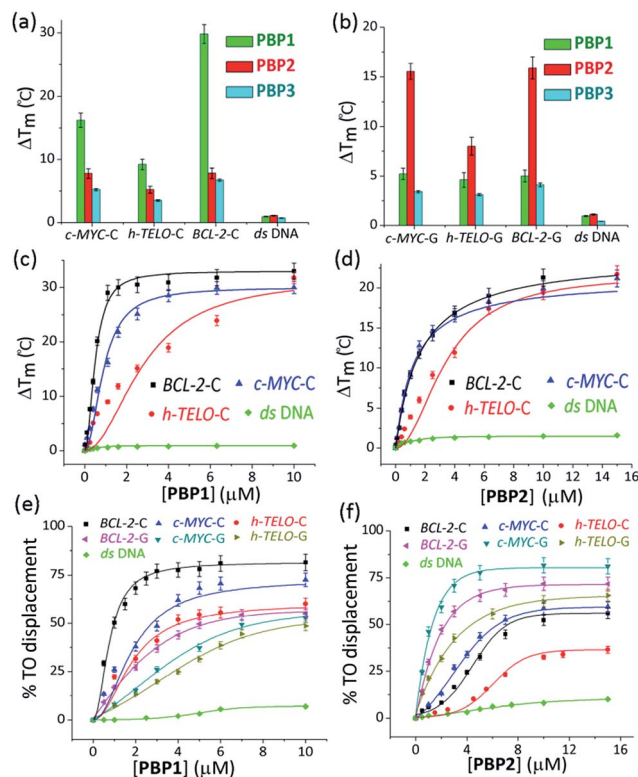 (a)
30
20
10
0
ΔTm (℃)
PBP1
PBP2
PBP3
c-MYC-C h-TELO-C BCL-2-C ds DNA
(b)
20
15
10
5
0
ΔTm (℃)
PBP1
PBP2
PBP3
c-MYC-G h-TELO-G BCL-2-G ds DNA
(c)
30
20
10
0
ΔTm (℃)
BCL-2-C c-MYC-C
h-TELO-C ds DNA
0 2 4 6 8 10
[PBP1] (μM)
(d)
20
15
10
5
0
ΔTm (℃)
BCL-2-C c-MYC-C
h-TELO-C ds DNA
0 2 4 6 8 10 12 14 16
[PBP2] (μM)
(e)
100
75
50
25
0
% TO displacement
BCL-2-C c-MYC-C h-TELO-C
BCL-2-G c-MYC-G h-TELO-G
ds DNA
0 2 4 6 8 10
[PBP1] (μM)
(f)
100
75
50
25
0
% TO displacement
BCL-2-C c-MYC-C h-TELO-C
BCL-2-G c-MYC-G h-TELO-G
ds DNA
0 5 10 15
[PBP2] (μM)